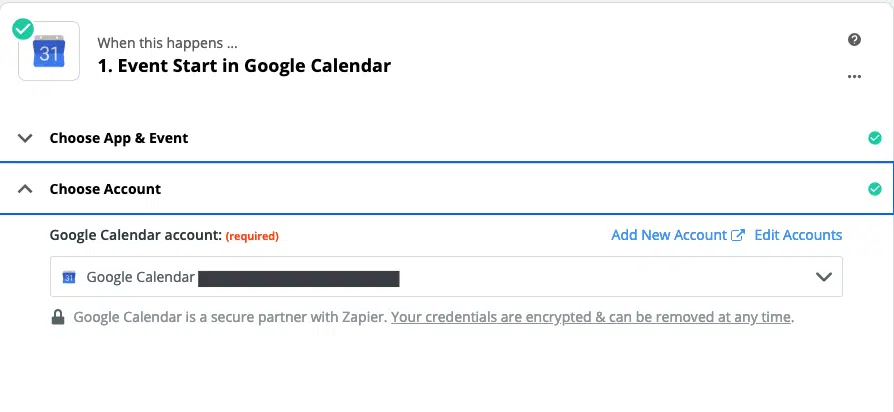 31
When this happens ...
1. Event Start in Google Calendar
Choose App & Event
Choose Account
Google Calendar account: (required) Add New Account Edit Accounts
31 Google Calendar
Google Calendar is a secure partner with Zapier. Your credentials are encrypted & can be removed at any time.